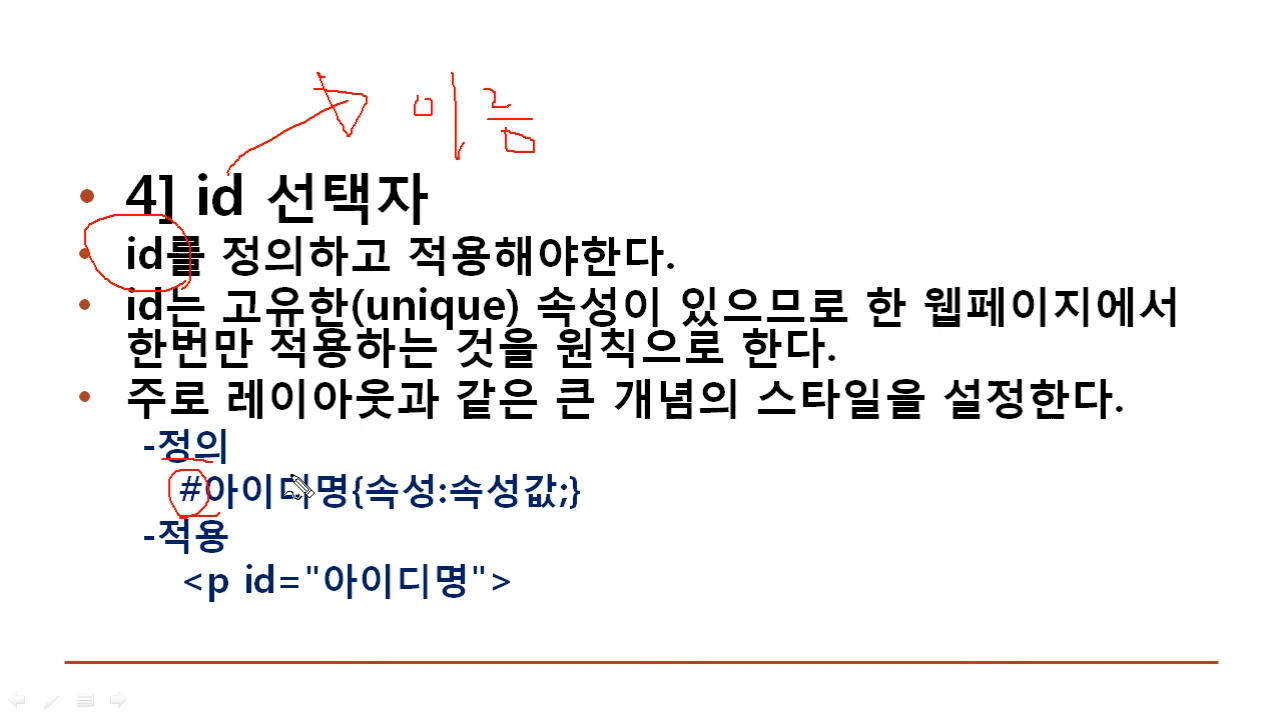 이름
4] id 선택자
id를 정의하고 적용해야한다.
id는 고유한(unique) 속성이 있으므로 한 웹페이지에서
한번만 적용하는 것을 원칙으로 한다.
주로 레이아웃과 같은 큰 개념의 스타일을 설정한다.
-정의
#아이디명{속성:속성값;}
-적용
<p id="아이디명">